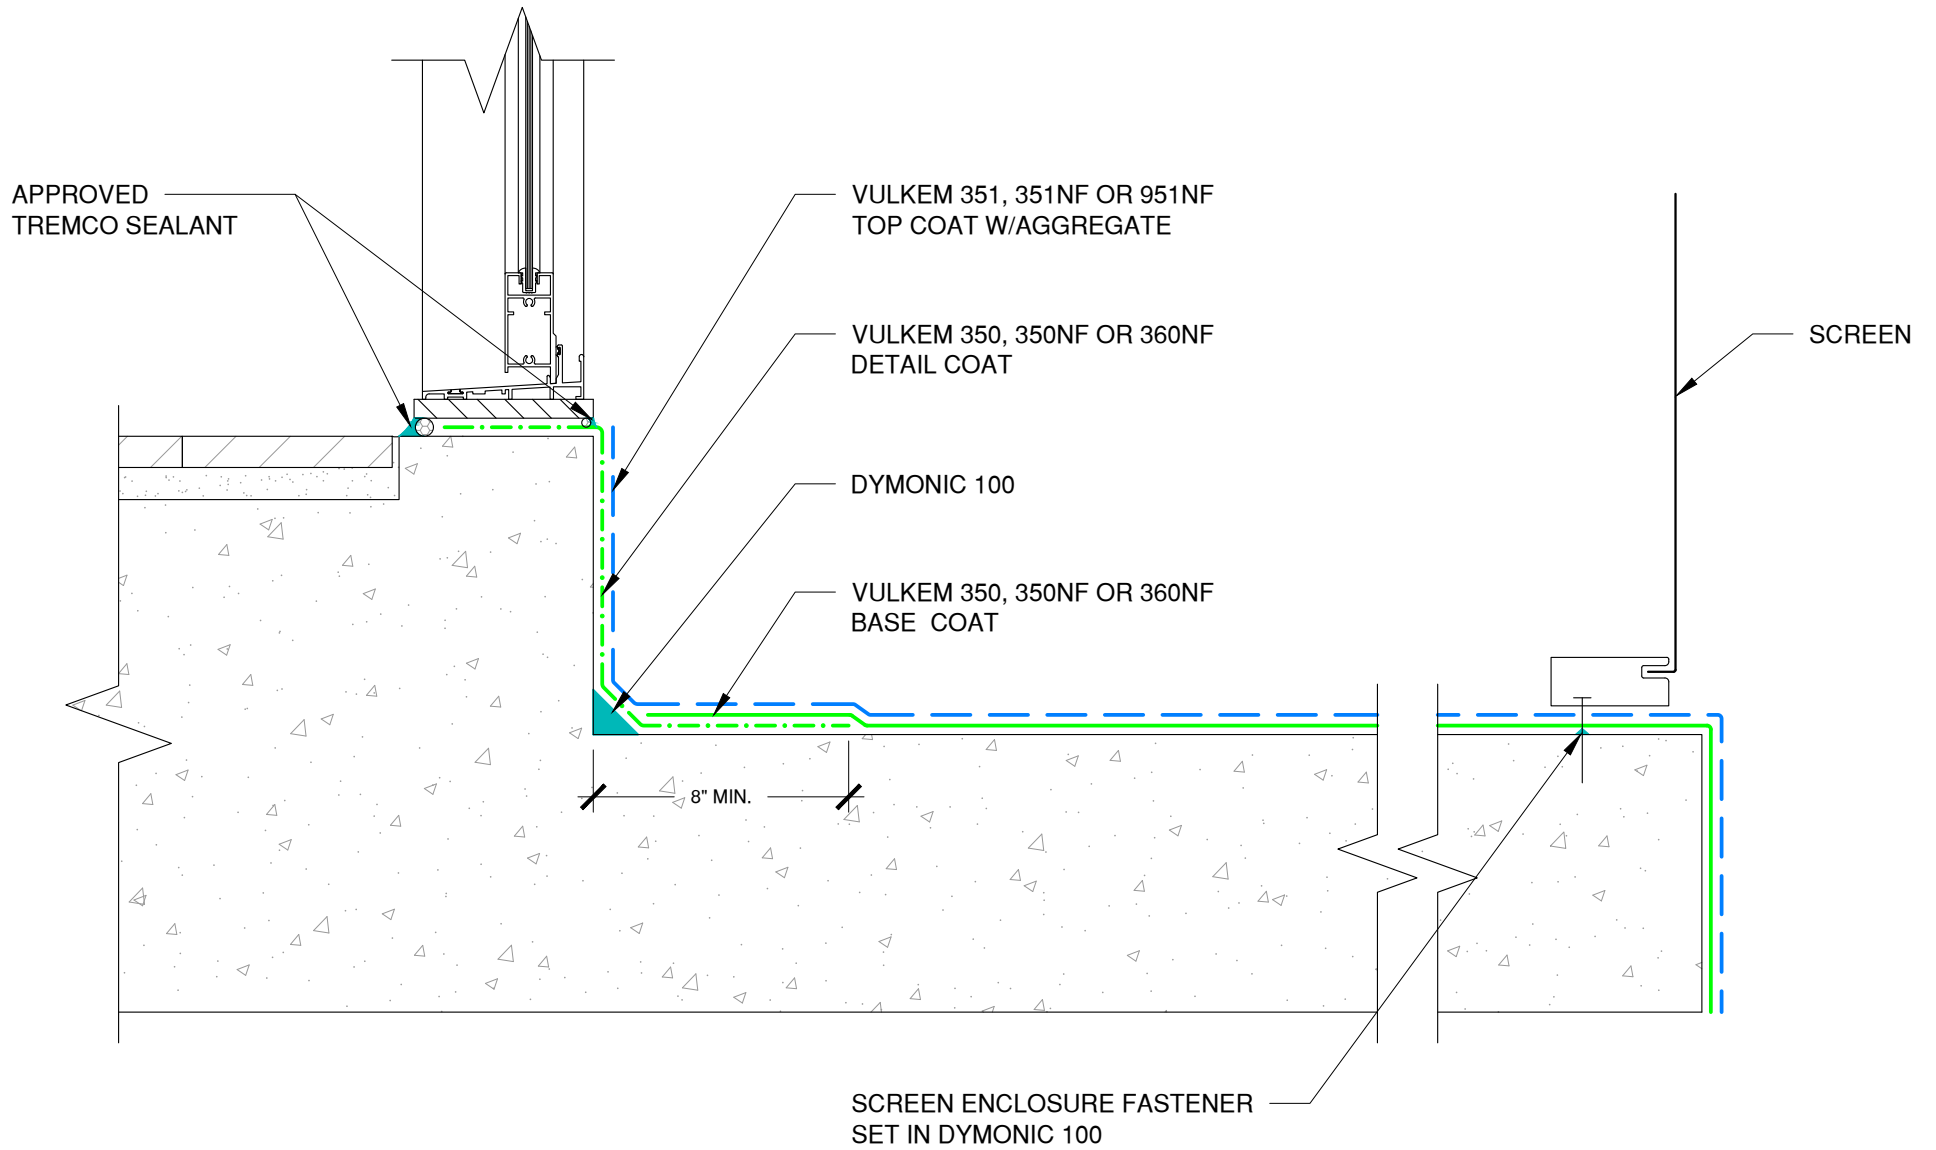 APPROVED
TREMCO SEALANT
VULKEM 351, 351NF OR 951NF
TOP COAT W/AGGREGATE
VULKEM 350, 350NF OR 360NF
DETAIL COAT
SCREEN
DYMONIC 100
VULKEM 350, 350NF OR 360NF
BASE  COAT
8" MIN.
SCREEN ENCLOSURE FASTENER
SET IN DYMONIC 100